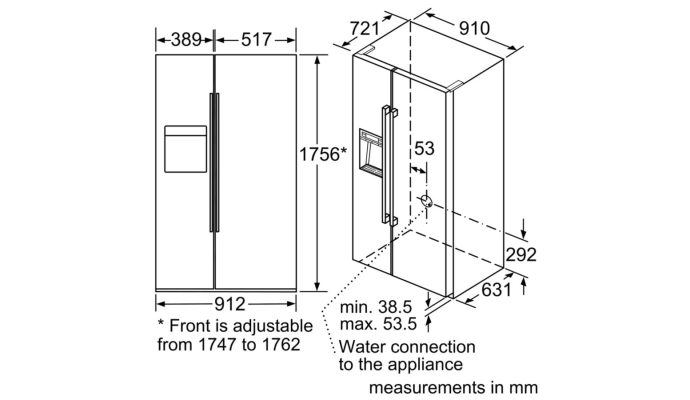 389 517
721 910
1756*
53
292
631
912
min. 38.5
max. 53.5
* Front is adjustable
from 1747 to 1762
Water connection
to the appliance
measurements in mm